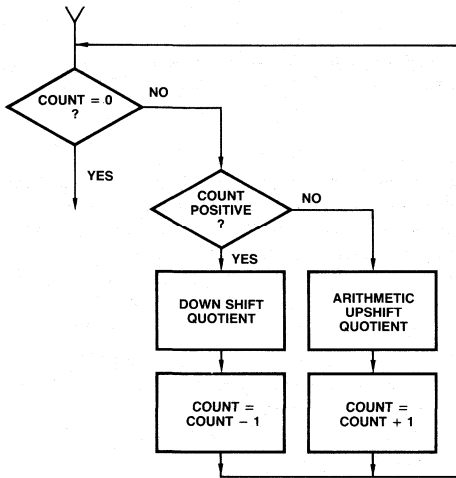 COUNT = 0
?
NO
YES
COUNT
POSITIVE
?
NO
YES
DOWN SHIFT
QUOTIENT
ARITHMETIC
UPSHIFT
QUOTIENT
COUNT =
COUNT − 1
COUNT =
COUNT + 1